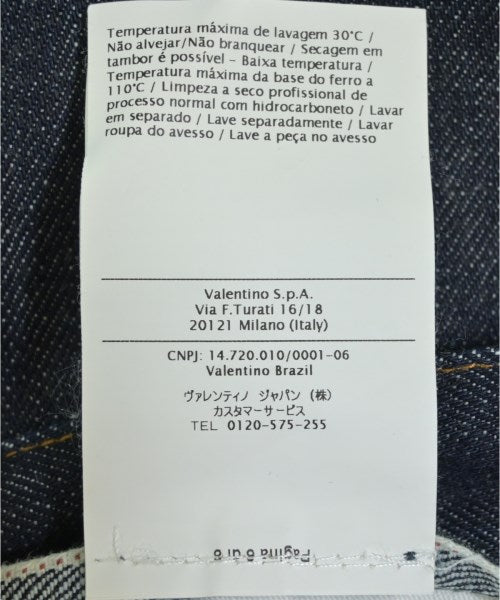 Temperatura máxima de lavagem 30°C /
Não alvejar/Não branquear / Secagem em
tambor é possível – Baixa temperatura /
Temperatura máxima da base do ferro a
110°C / Limpeza a seco profissional de
processo normal com hidrocarboneto / Lavar
em separado / Lave separadamente / Lavar
roupa do avesso / Lave a peça no avesso
Valentino S.p.A.
Via F.Turati 16/18
20121 Milano (Italy)
CNPJ: 14.720.010/0001-06
Valentino Brazil
ヴァレンティノ ジャパン (株)
カスタマーサービス
TEL 0120-575-255